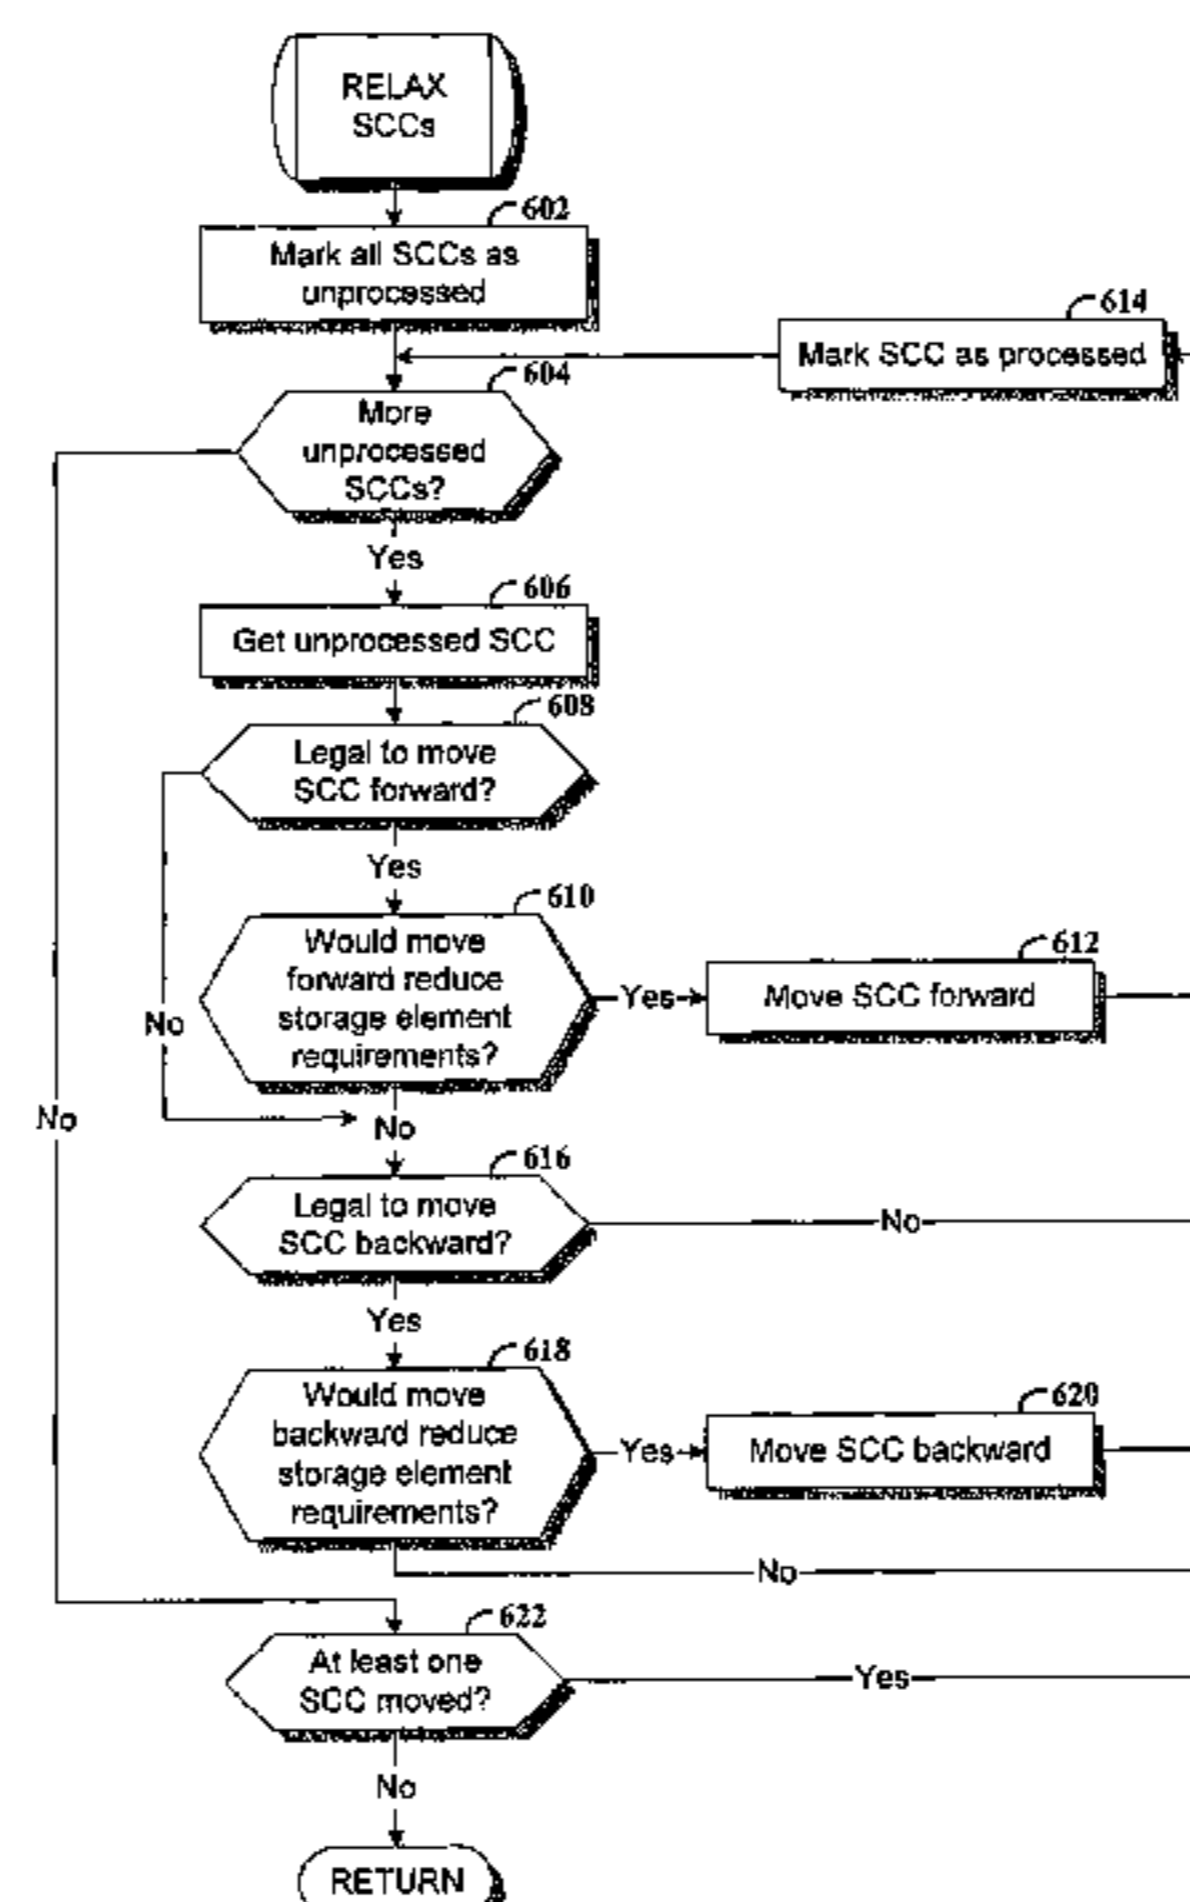 RELAX
SCCs
602
Mark all SCCs as
unprocessed
614
Mark SCC as processed
604
More
unprocessed
SCCs?
Yes
606
Get unprocessed SCC
608
Legal to move
SCC forward?
Yes
610
Would move
forward reduce
storage element
requirements?
Yes
612
Move SCC forward
No
No
No
616
Legal to move
SCC backward?
No
Yes
618
Would move
backward reduce
storage element
requirements?
Yes
620
Move SCC backward
No
622
At least one
SCC moved?
Yes
No
RETURN